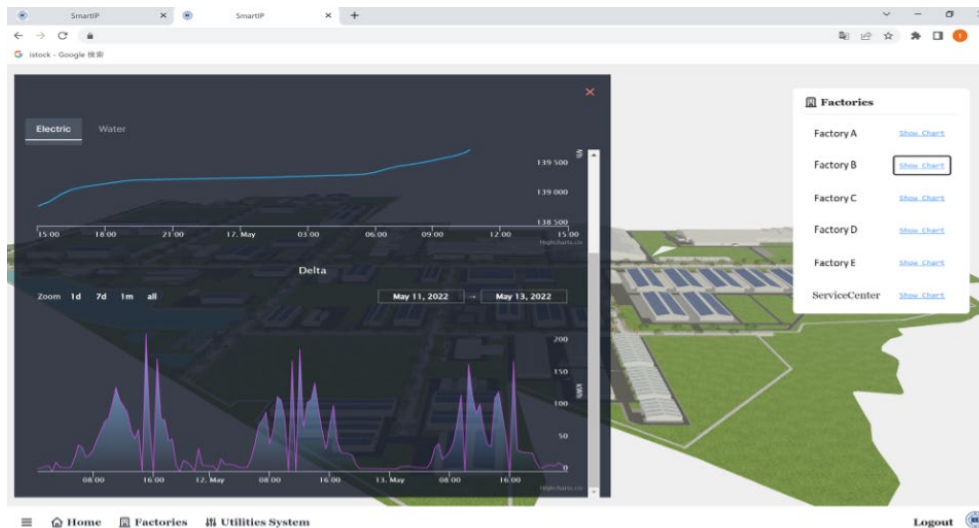 SmartIP
SmartIP
istock - Google 検索
Electric Water
139 500
139 000
138 500
15:00 18:00 21:00 17. May 03:00 06:00 09:00 12:00 15:00
Delta
Zoom 1d 7d 1m all
May 11, 2022 → May 13, 2022
200
150
100
50
0
08:00 16:00 12. May 08:00 16:00 13. May 08:00 16:00
Factories
Factory A Show Chart
Factory B Show Chart
Factory C Show Chart
Factory D Show Chart
Factory E Show Chart
ServiceCenter Show Chart
Home Factories Utilities System
Logout